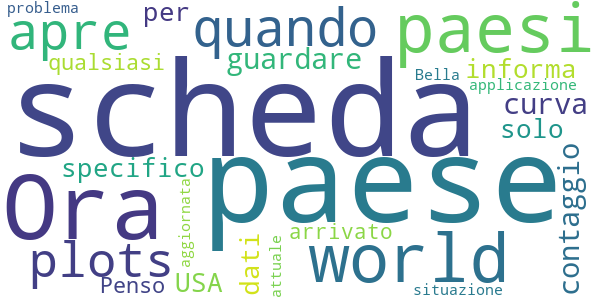 problema
per
apre
quando
paesi
qualsiasi
guardare
Bella
informa
applicazione
scheda
curva
solo
specifico
paese
Ora
contaggio
aggiornata
arrivato
world
plots
dati
attuale
Penso
USA
situazione